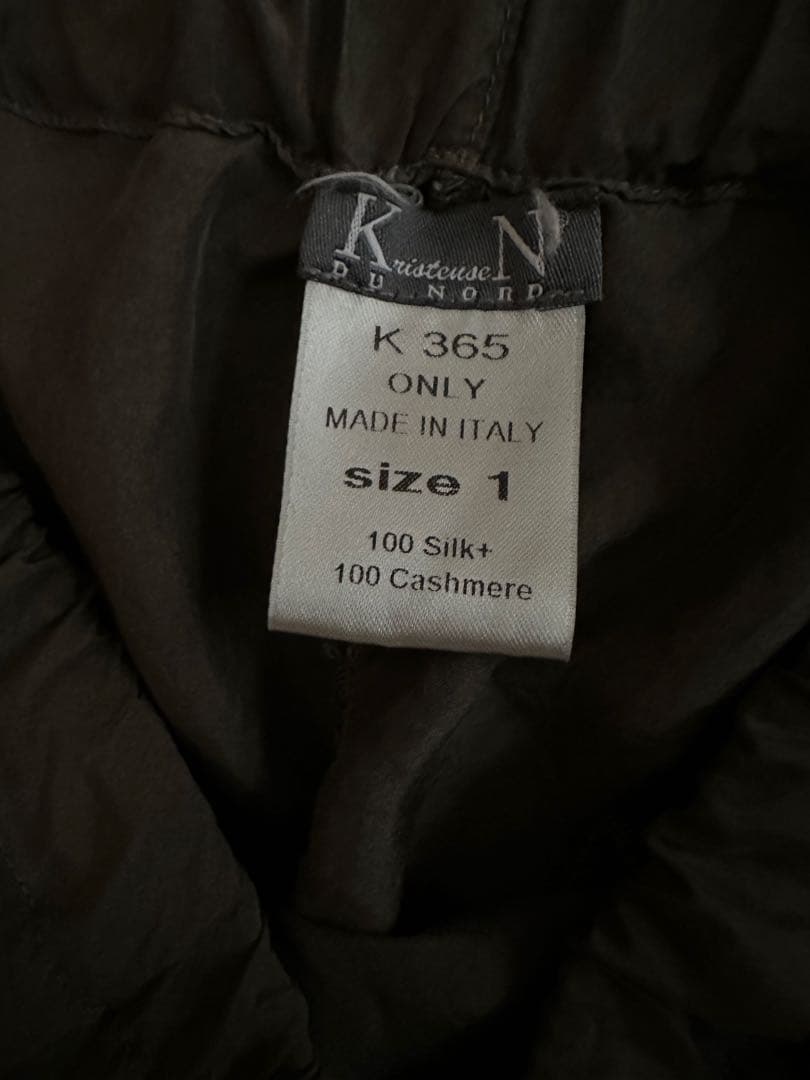 Kristeuse N
DU NORD
K 365
ONLY
MADE IN ITALY
size 1
100 Silk+
100 Cashmere